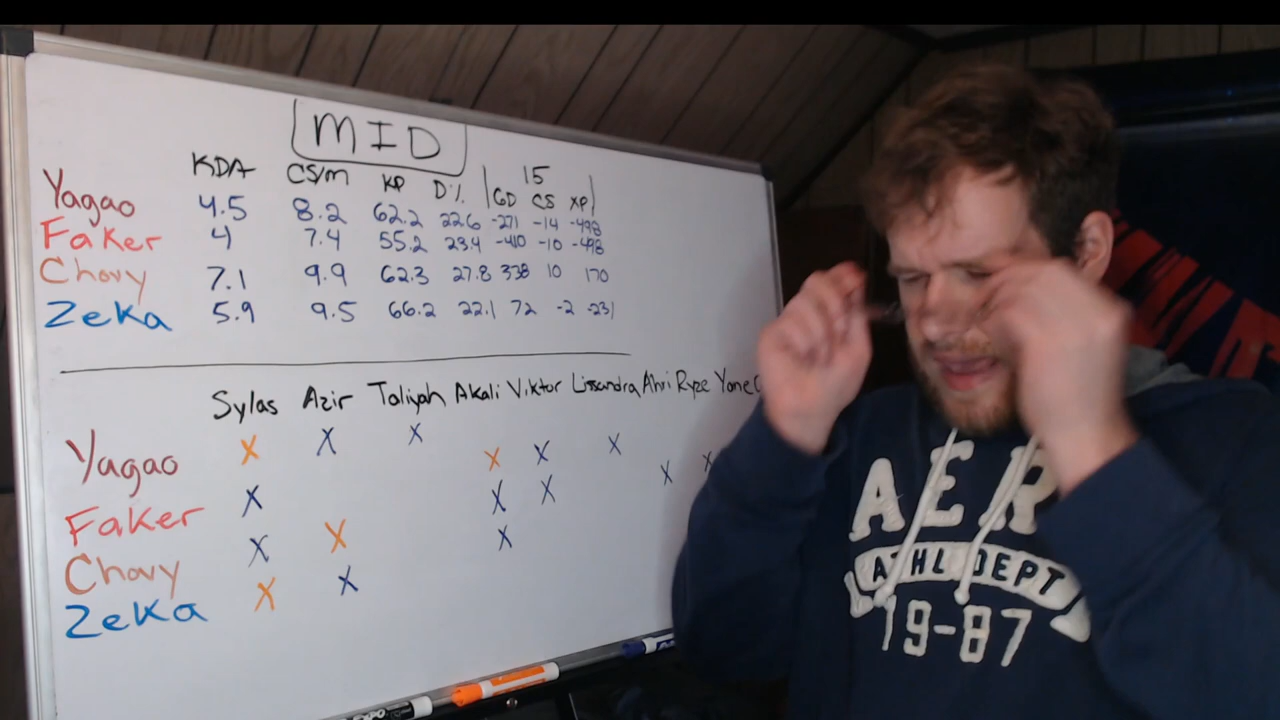 MID
KDA CS/M KP D% 15
GD CS XP
Yagao 4.5 8.2 62.2 22.6 -271 -14 -498
Faker 4 7.4 55.2 23.4 -410 -10 -498
Chovy 7.1 9.9 62.3 27.8 338 10 170
Zeka 5.9 9.5 66.2 22.1 72 -2 -231
Sylas Azir Taliyah Akali Viktor Lissandra Ahri Ryze Yone
Yagao X X X X X X X
Faker X X X X
Chovy X X X
Zeka X X
AER
ATHL DEPT
19-87
EXPO